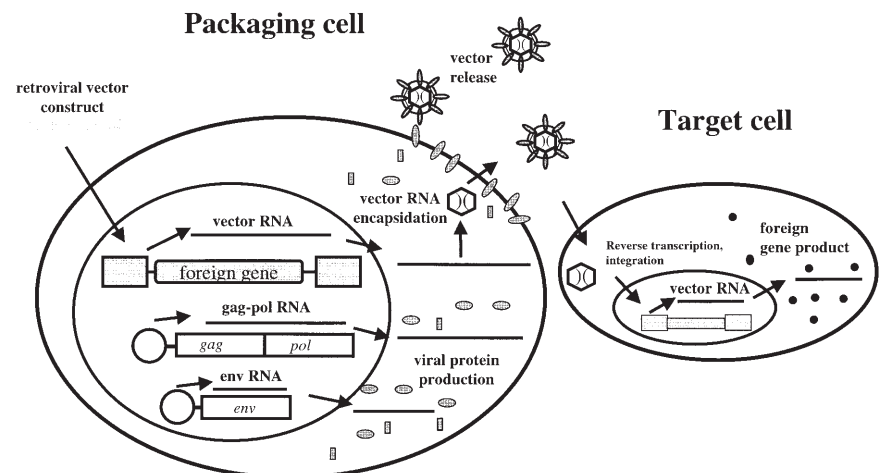 Packaging cell
vector
release
retroviral vector
construct
Target cell
vector RNA
encapsidation
vector RNA
foreign gene
foreign
gene product
Reverse transcription,
integration
vector RNA
gag-pol RNA
gag
pol
viral protein
production
env RNA
env